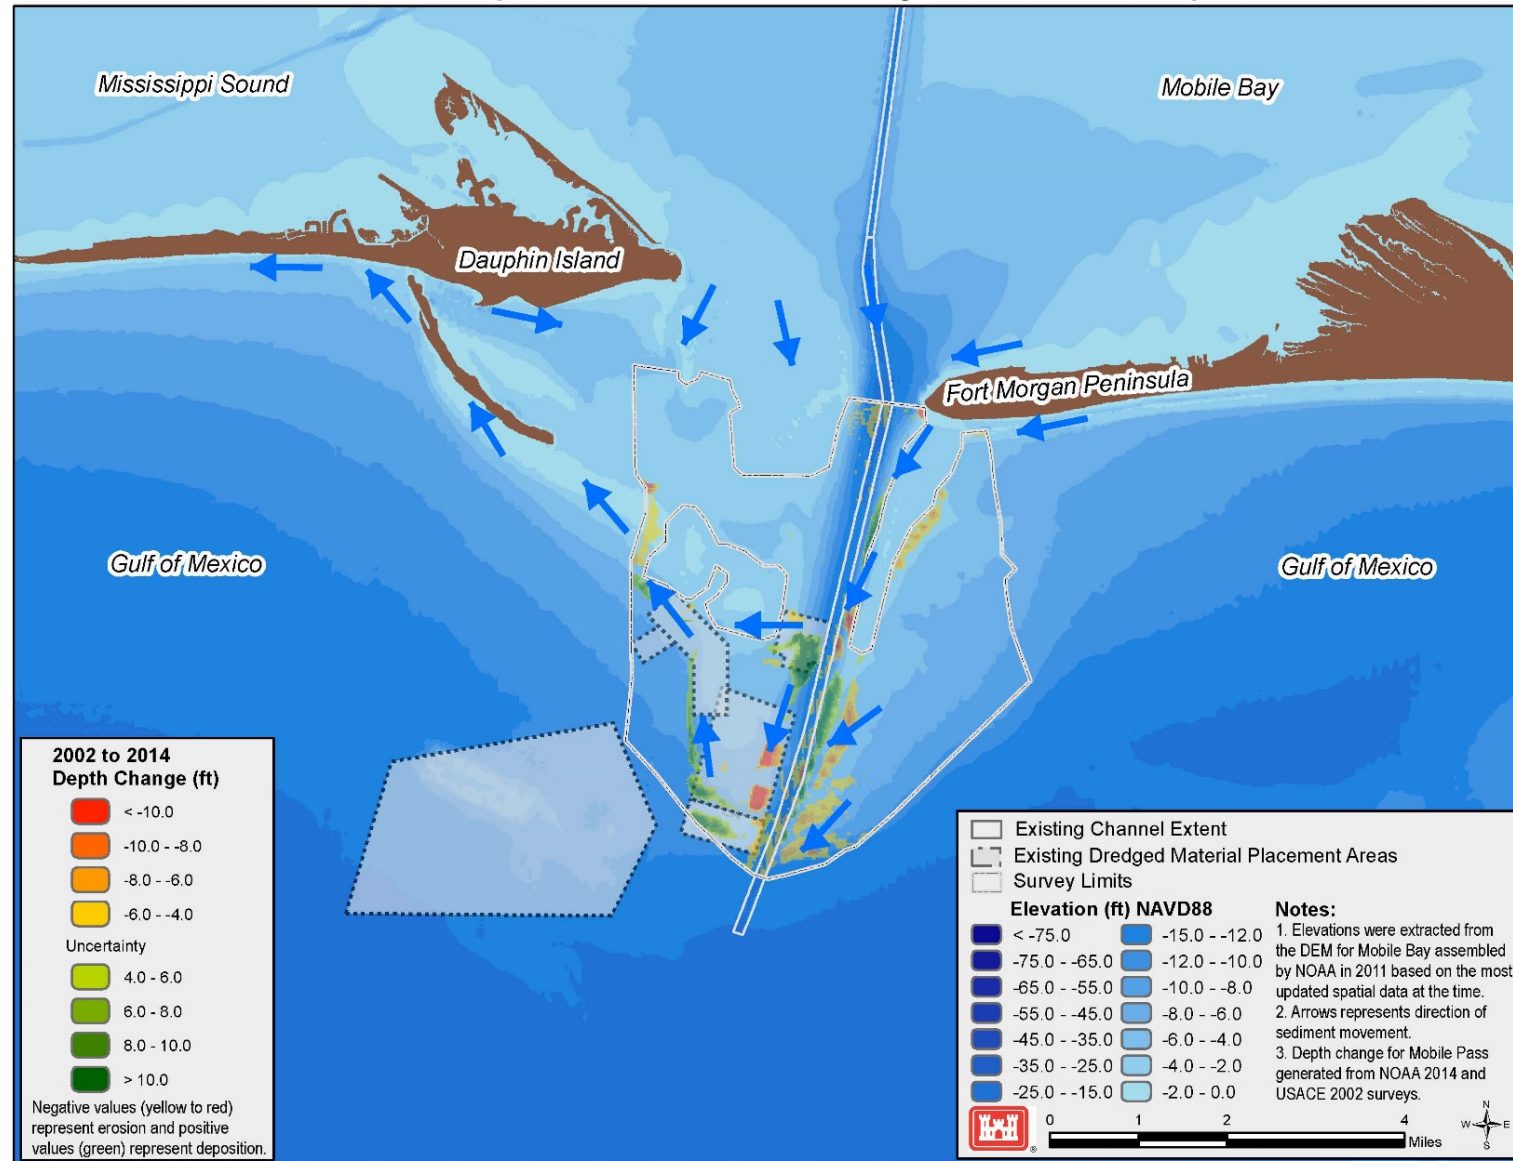 Mississippi Sound
Mobile Bay
Dauphin Island
Fort Morgan Peninsula
Gulf of Mexico
Gulf of Mexico
2002 to 2014
Depth Change (ft)
< -10.0
-10.0 - -8.0
-8.0 - -6.0
-6.0 - -4.0
Uncertainty
4.0 - 6.0
6.0 - 8.0
8.0 - 10.0
> 10.0
Negative values (yellow to red)
represent erosion and positive
values (green) represent deposition.
Existing Channel Extent
Existing Dredged Material Placement Areas
Survey Limits
Elevation (ft) NAVD88
< -75.0
-75.0 - -65.0
-65.0 - -55.0
-55.0 - -45.0
-45.0 - -35.0
-35.0 - -25.0
-25.0 - -15.0
-15.0 - -12.0
-12.0 - -10.0
-10.0 - -8.0
-8.0 - -6.0
-6.0 - -4.0
-4.0 - -2.0
-2.0 - 0.0
Notes:
1. Elevations were extracted from
the DEM for Mobile Bay assembled
by NOAA in 2011 based on the most
updated spatial data at the time.
2. Arrows represents direction of
sediment movement.
3. Depth change for Mobile Pass
generated from NOAA 2014 and
USACE 2002 surveys.
0 1 2 4
Miles
N
W E
S
®